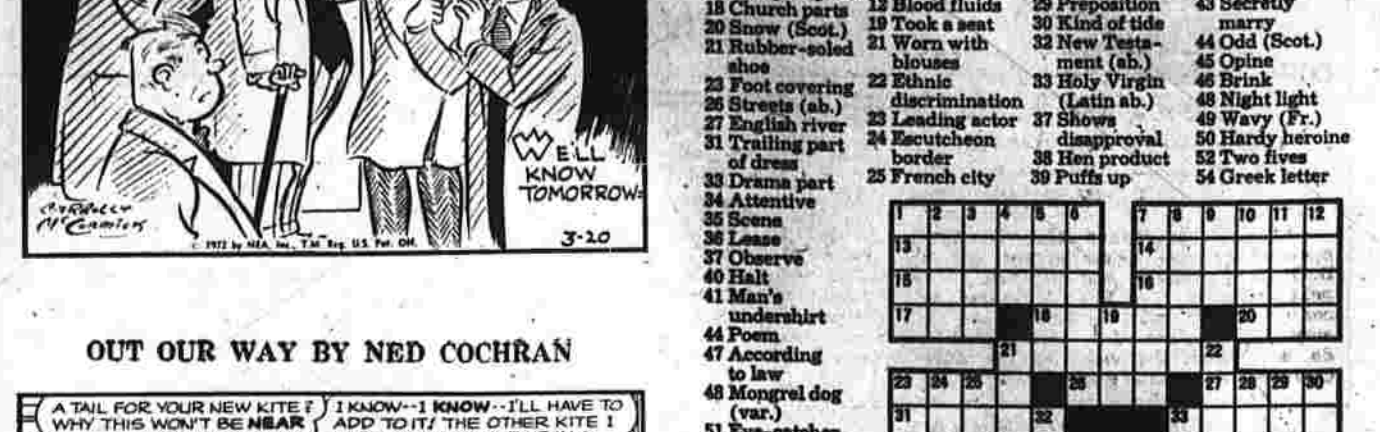 WELL
KNOW
TOMORROW=
CARROLL &
McCORMICK
© 1972 by NEA, Inc., T.M. Reg. U.S. Pat. Off.
3-20
OUT OUR WAY BY NED COCHRAN
A TAIL FOR YOUR NEW KITE?
WHY THIS WON'T BE NEAR
I KNOW--I KNOW--I'LL HAVE TO
ADD TO IT! THE OTHER KITE I
18 Church parts
20 Snow (Scot.)
21 Rubber-soled
shoe
23 Foot covering
26 Streets (ab.)
27 English river
31 Trailing part
of dress
33 Drama part
34 Attentive
35 Scene
36 Lease
37 Observe
40 Halt
41 Man's
undershirt
44 Poem
47 According
to law
48 Mongrel dog
(var.)
51 Eye-catcher
12 Blood fluids
19 Took a seat
21 Worn with
blouses
22 Ethnic
discrimination
23 Leading actor
24 Escutcheon
border
25 French city
29 Preposition
30 Kind of tide
32 New Testa-
ment (ab.)
33 Holy Virgin
(Latin ab.)
37 Shows
disapproval
38 Hen product
39 Puffs up
43 Secretly
marry
44 Odd (Scot.)
45 Opine
46 Brink
48 Night light
49 Wavy (Fr.)
50 Hardy heroine
52 Two fives
54 Greek letter
1 2 3 4 5 6 7 8 9 10 11 12
13 14
15 16
17 18 19 20
21 22
23 24 25 26 27 28 29 30
31 32 33